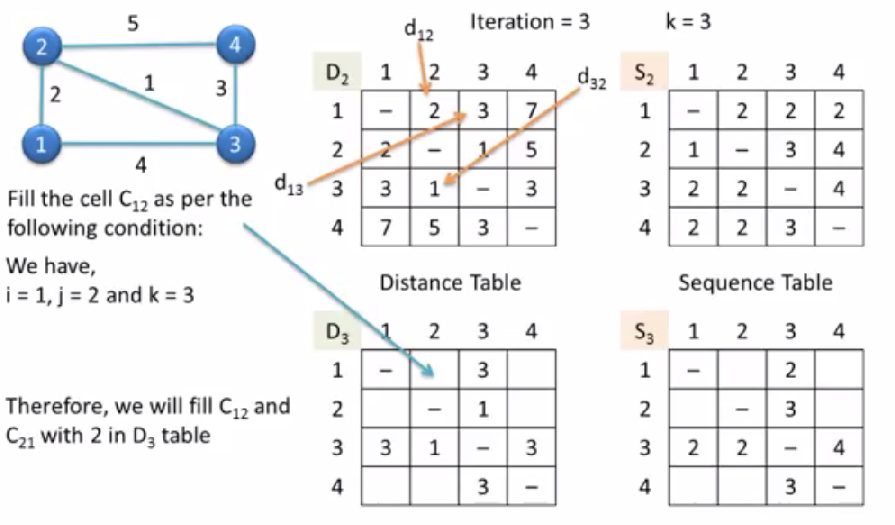 5
2
4
1
2
3
1
3
4
Fill the cell C12 as per the
following condition:
We have,
i = 1, j = 2 and k = 3
Therefore, we will fill C12 and
C21 with 2 in D3 table
Iteration = 3 k = 3
d12
d32
d13
D2 1 2 3 4
1 – 2 3 7
2 2 – 1 5
3 3 1 – 3
4 7 5 3 –
Distance Table
S2 1 2 3 4
1 – 2 2 2
2 1 – 3 4
3 2 2 – 4
4 2 2 3 –
Sequence Table
D3 1 2 3 4
1 – 3
2 – 1
3 3 1 – 3
4 3 –
S3 1 2 3 4
1 – 2
2 – 3
3 2 2 – 4
4 3 –